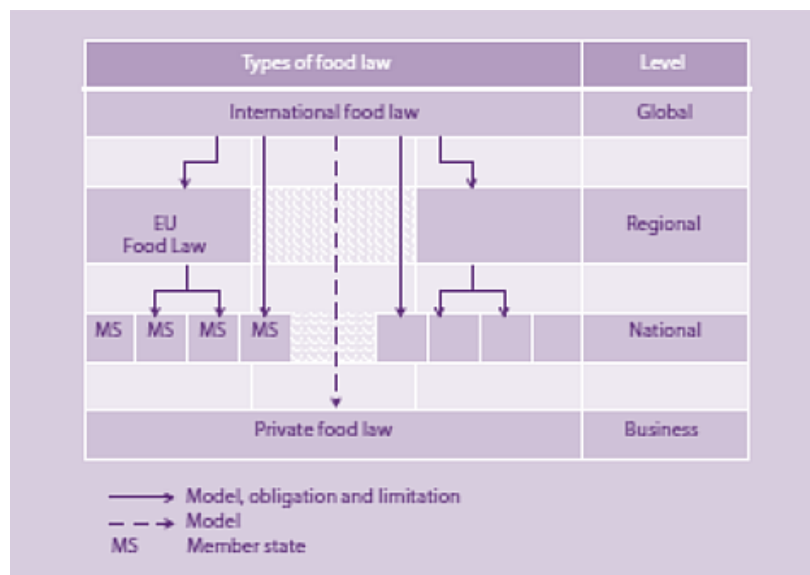 Types of food law
Level
International food law
Global
EU
Food Law
Regional
MS
MS
MS
MS
National
Private food law
Business
Model, obligation and limitation
Model
MS
Member state